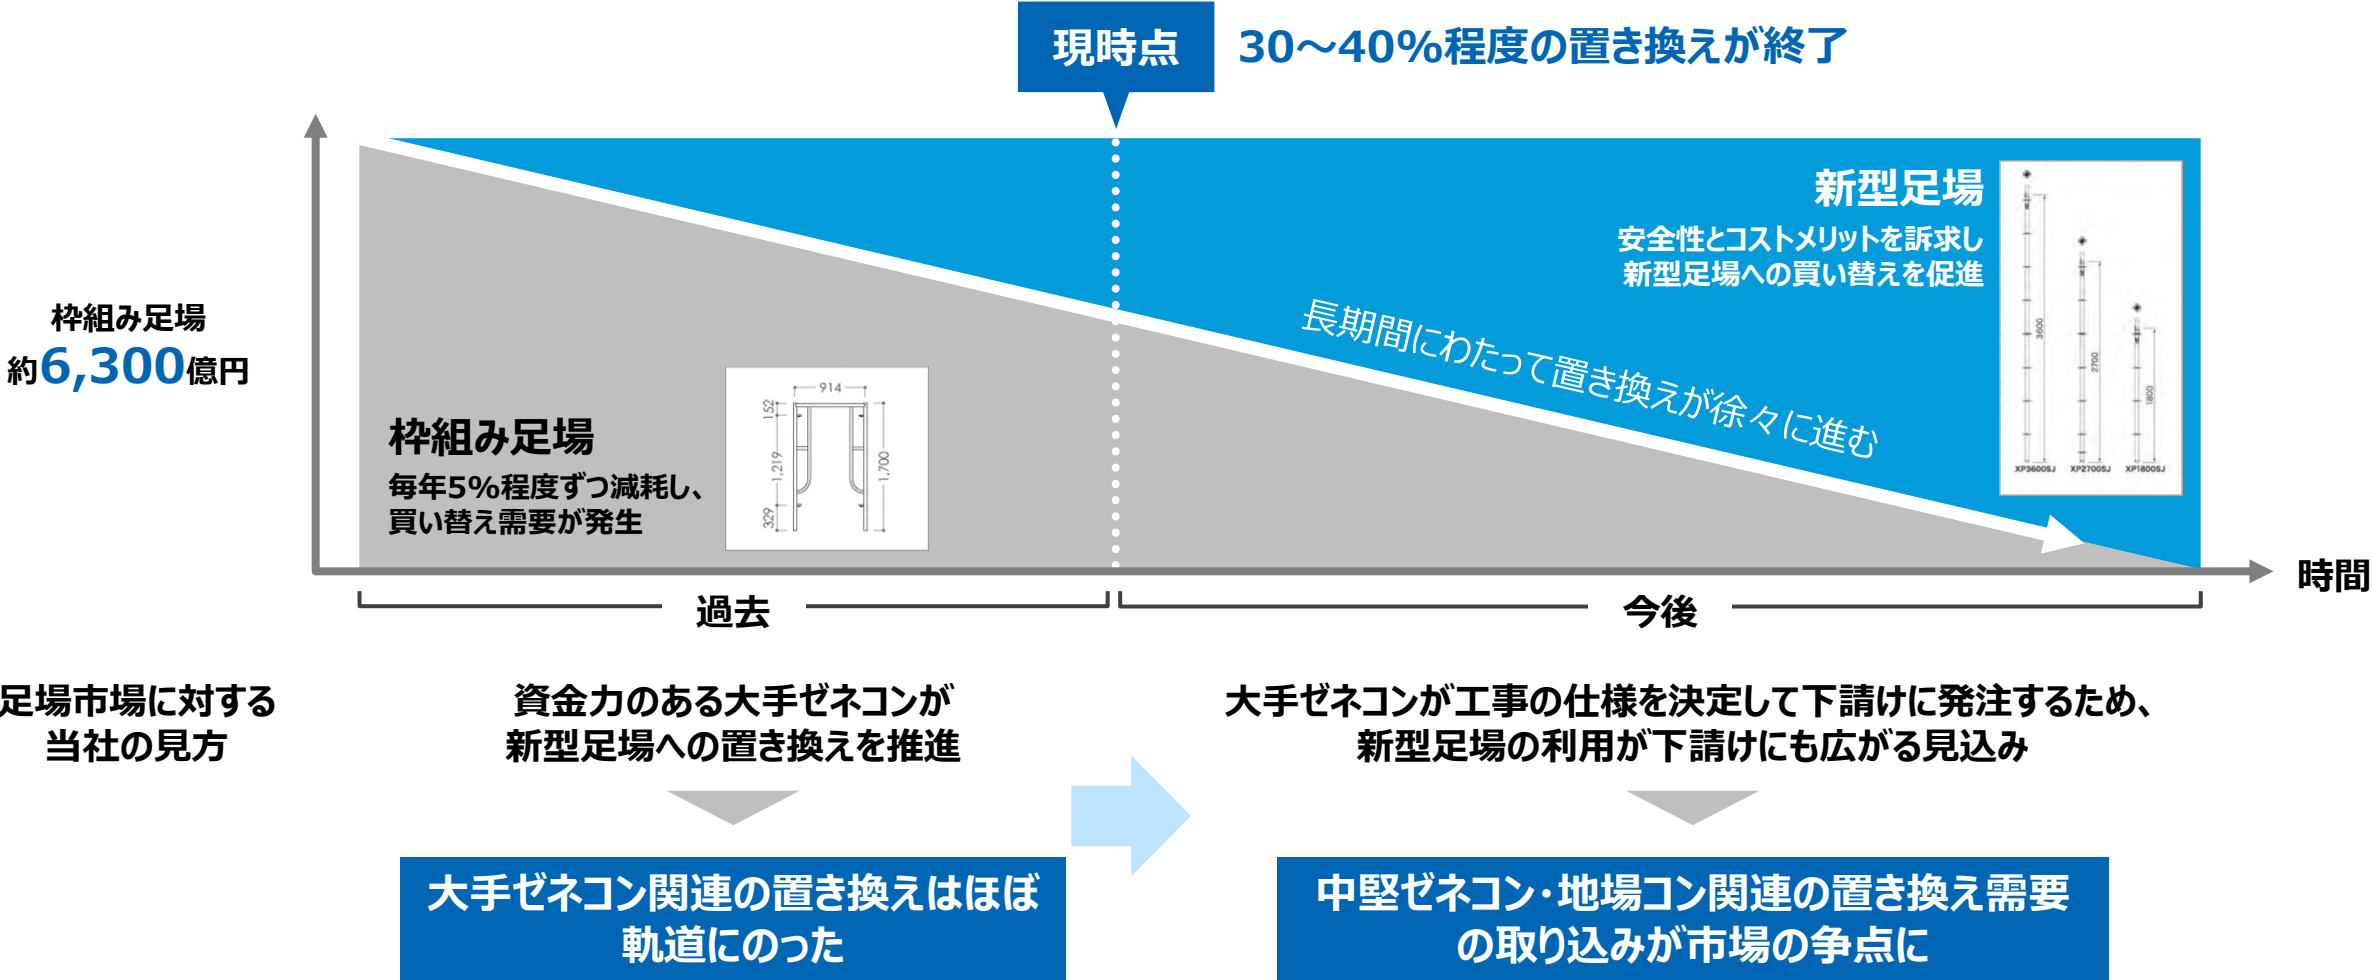 現時点
30～40%程度の置き換えが終了
新型足場
安全性とコストメリットを訴求し
新型足場への買い替えを促進
3600
2700
1800
XP3600SJ
XP2700SJ
XP1800SJ
長期間にわたって置き換えが徐々に進む
枠組み足場
約6,300億円
枠組み足場
毎年5%程度ずつ減耗し、
買い替え需要が発生
914
152
1,219
329
1,700
時間
過去
今後
足場市場に対する
当社の見方
資金力のある大手ゼネコンが
新型足場への置き換えを推進
大手ゼネコンが工事の仕様を決定して下請けに発注するため、
新型足場の利用が下請けにも広がる見込み
大手ゼネコン関連の置き換えはほぼ
軌道にのった
中堅ゼネコン・地場コン関連の置き換え需要
の取り込みが市場の争点に